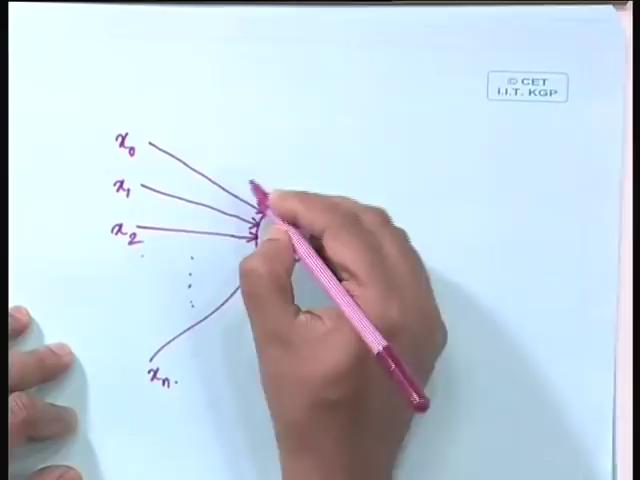 © CET
I.I.T. KGP
x₀
x₁
x₂
xₙ.